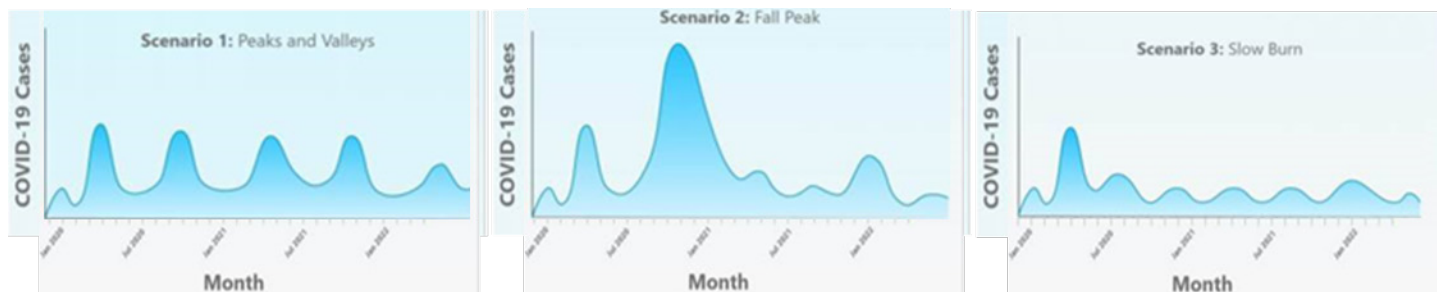 Scenario 1: Peaks and Valleys
COVID-19 Cases
Jan 2020
Jul 2020
Jan 2021
Jul 2021
Jan 2022
Month
Scenario 2: Fall Peak
COVID-19 Cases
Jan 2020
Jul 2020
Jan 2021
Jul 2021
Jan 2022
Month
Scenario 3: Slow Burn
COVID-19 Cases
Jan 2020
Jul 2020
Jan 2021
Jul 2021
Jan 2022
Month